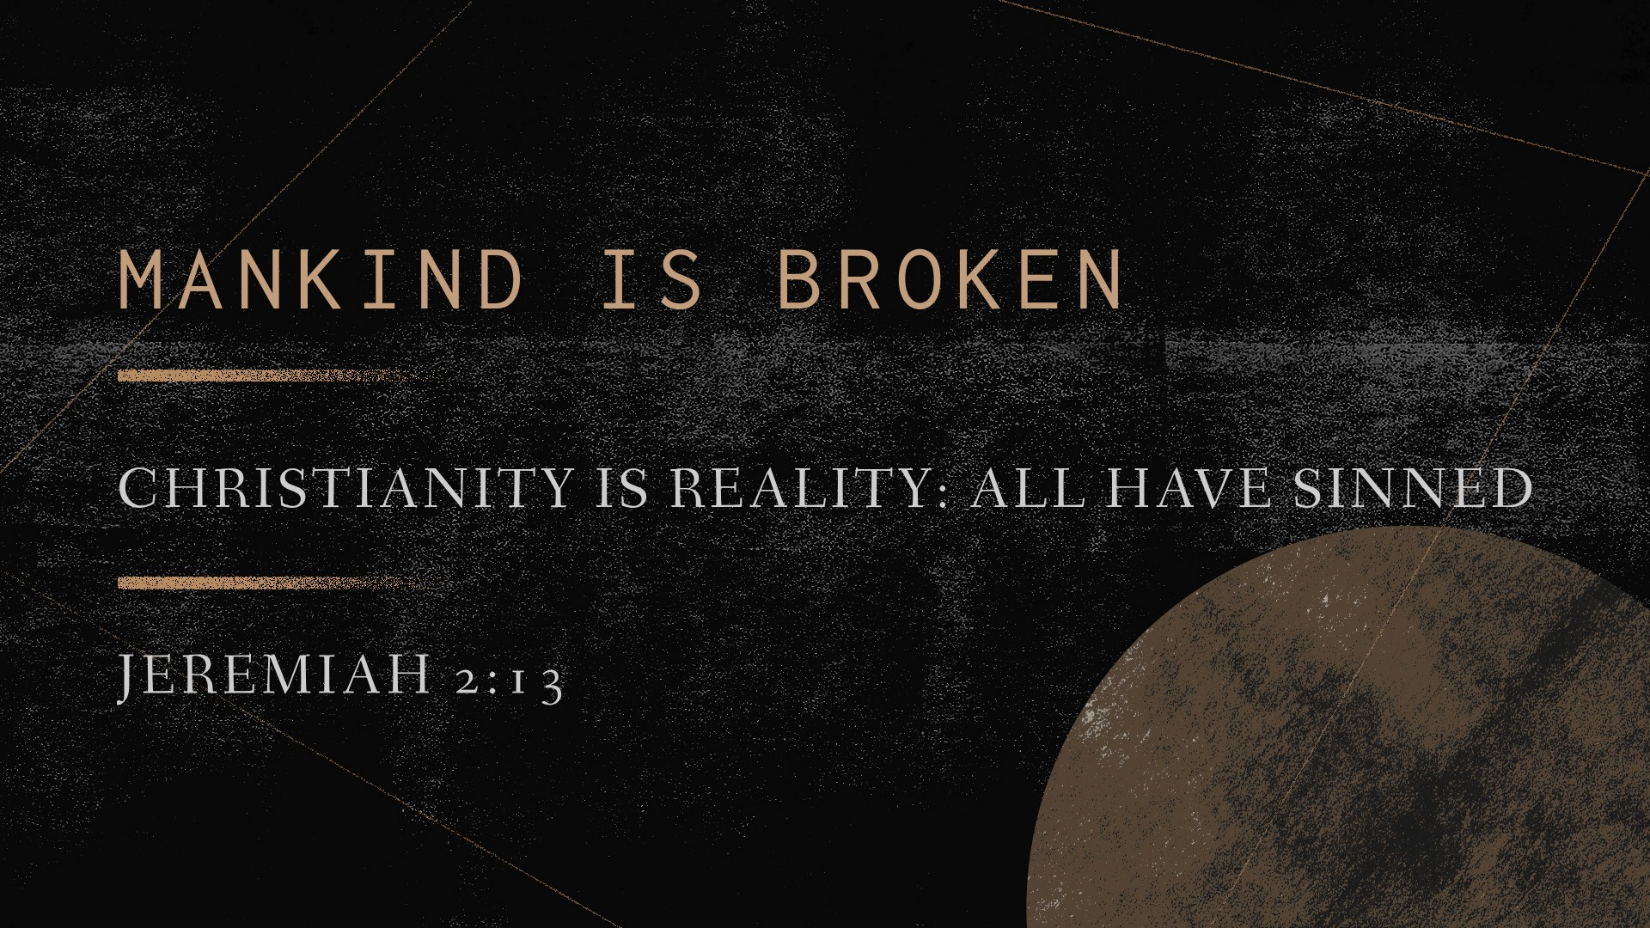 MANKIND IS BROKEN
CHRISTIANITY IS REALITY: ALL HAVE SINNED
JEREMIAH 2:13